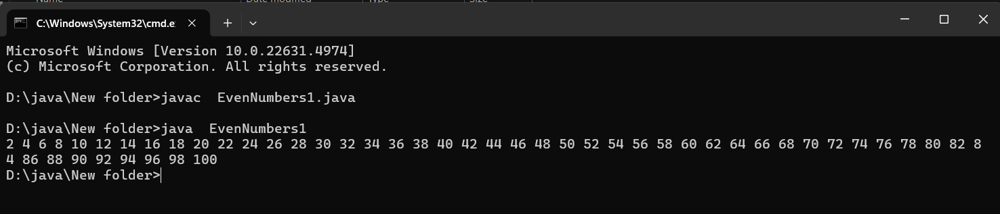 C:\Windows\System32\cmd.e
Microsoft Windows [Version 10.0.22631.4974]
(c) Microsoft Corporation. All rights reserved.
D:\java\New folder>javac  EvenNumbers1.java
D:\java\New folder>java  EvenNumbers1
2 4 6 8 10 12 14 16 18 20 22 24 26 28 30 32 34 36 38 40 42 44 46 48 50 52 54 56 58 60 62 64 66 68 70 72 74 76 78 80 82 8
4 86 88 90 92 94 96 98 100
D:\java\New folder>